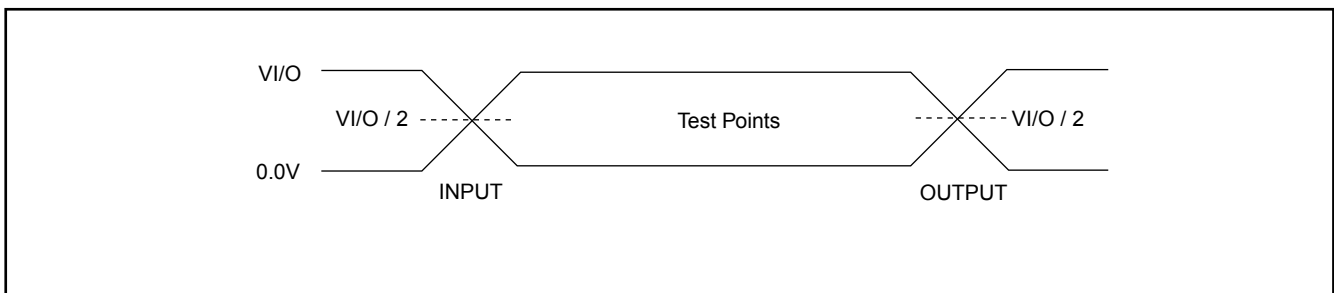 VI/O
VI/O / 2
Test Points
VI/O / 2
0.0V
INPUT
OUTPUT